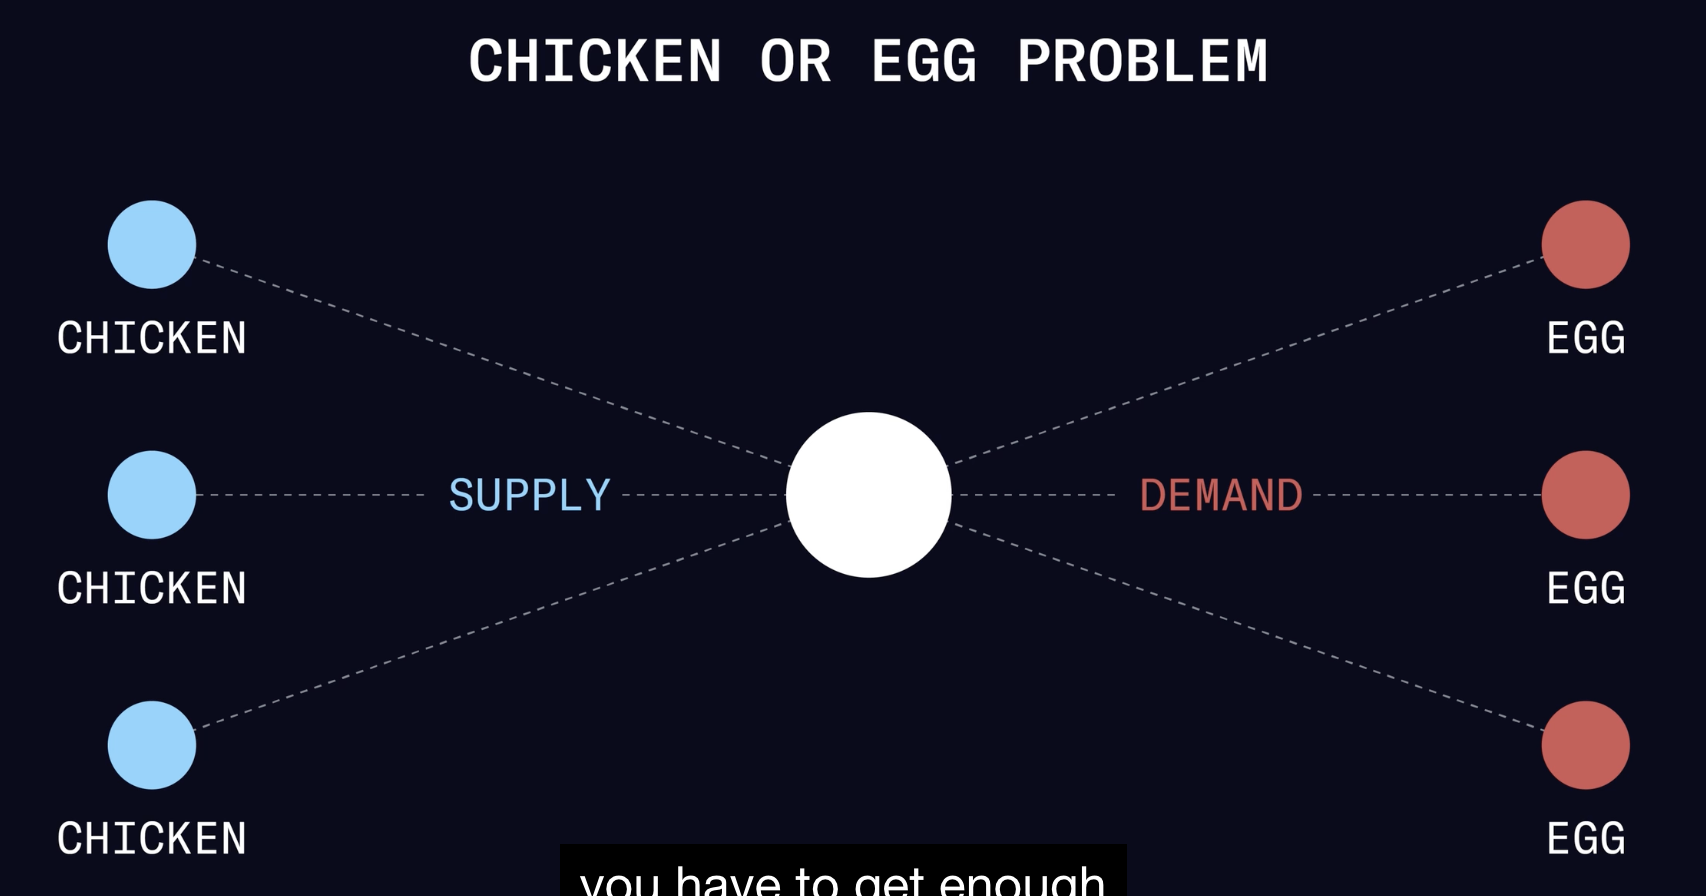 CHICKEN OR EGG PROBLEM
CHICKEN
EGG
SUPPLY
DEMAND
CHICKEN
EGG
CHICKEN
EGG
you have to get enough